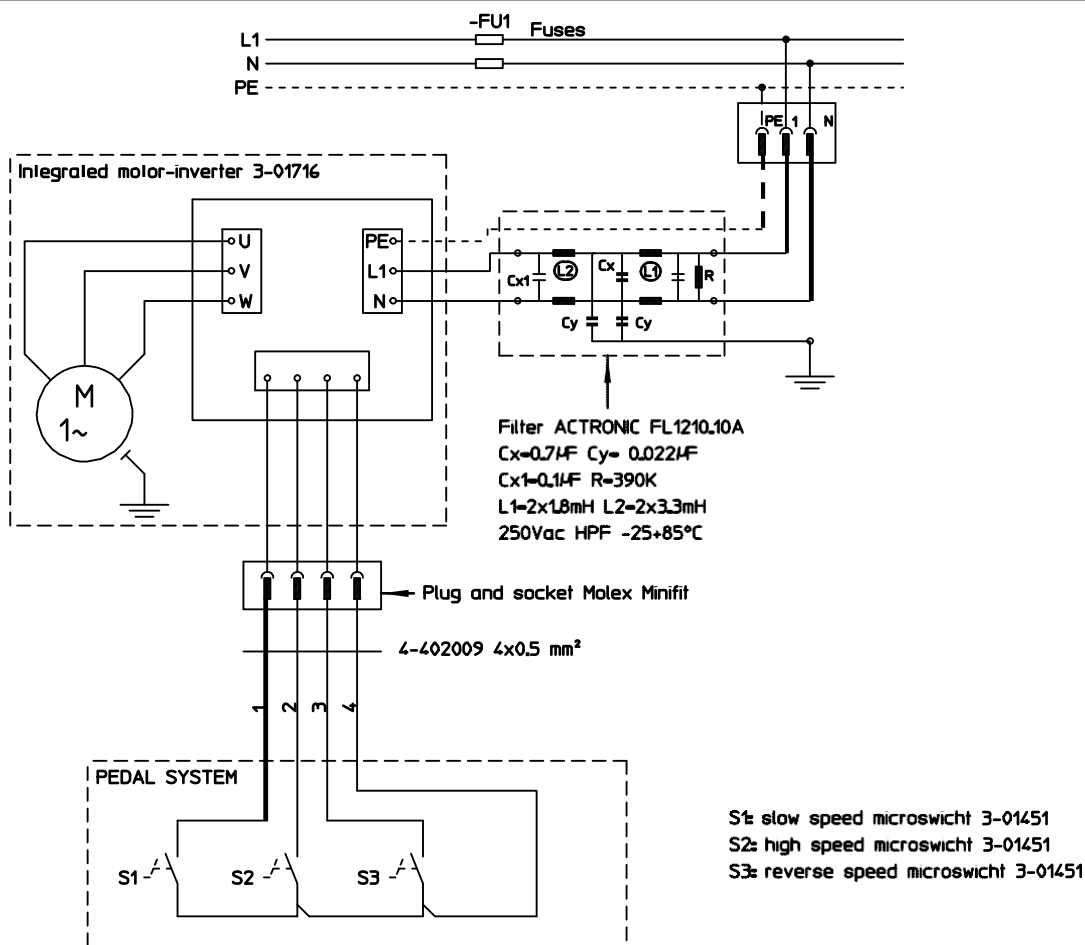 -FU1 Fuses
L1
N
PE
PE 1 N
Integraled molor-inverter 3-01716
U
V
W
PE
L1
N
M
1~
Cx1
L2
Cx
L1
R
Cy
Cy
Filter ACTRONIC FL1210.10A
Cx=0.7µF Cy= 0.022µF
Cx1=0.1µF R=390K
L1=2x1.8mH L2=2x3.3mH
250Vac HPF -25+85°C
Plug and socket Molex Minifit
4-402009 4x0.5 mm²
1
2
3
4
PEDAL SYSTEM
S1
S2
S3
S1: slow speed microswicht 3-01451
S2: high speed microswicht 3-01451
S3: reverse speed microswicht 3-01451